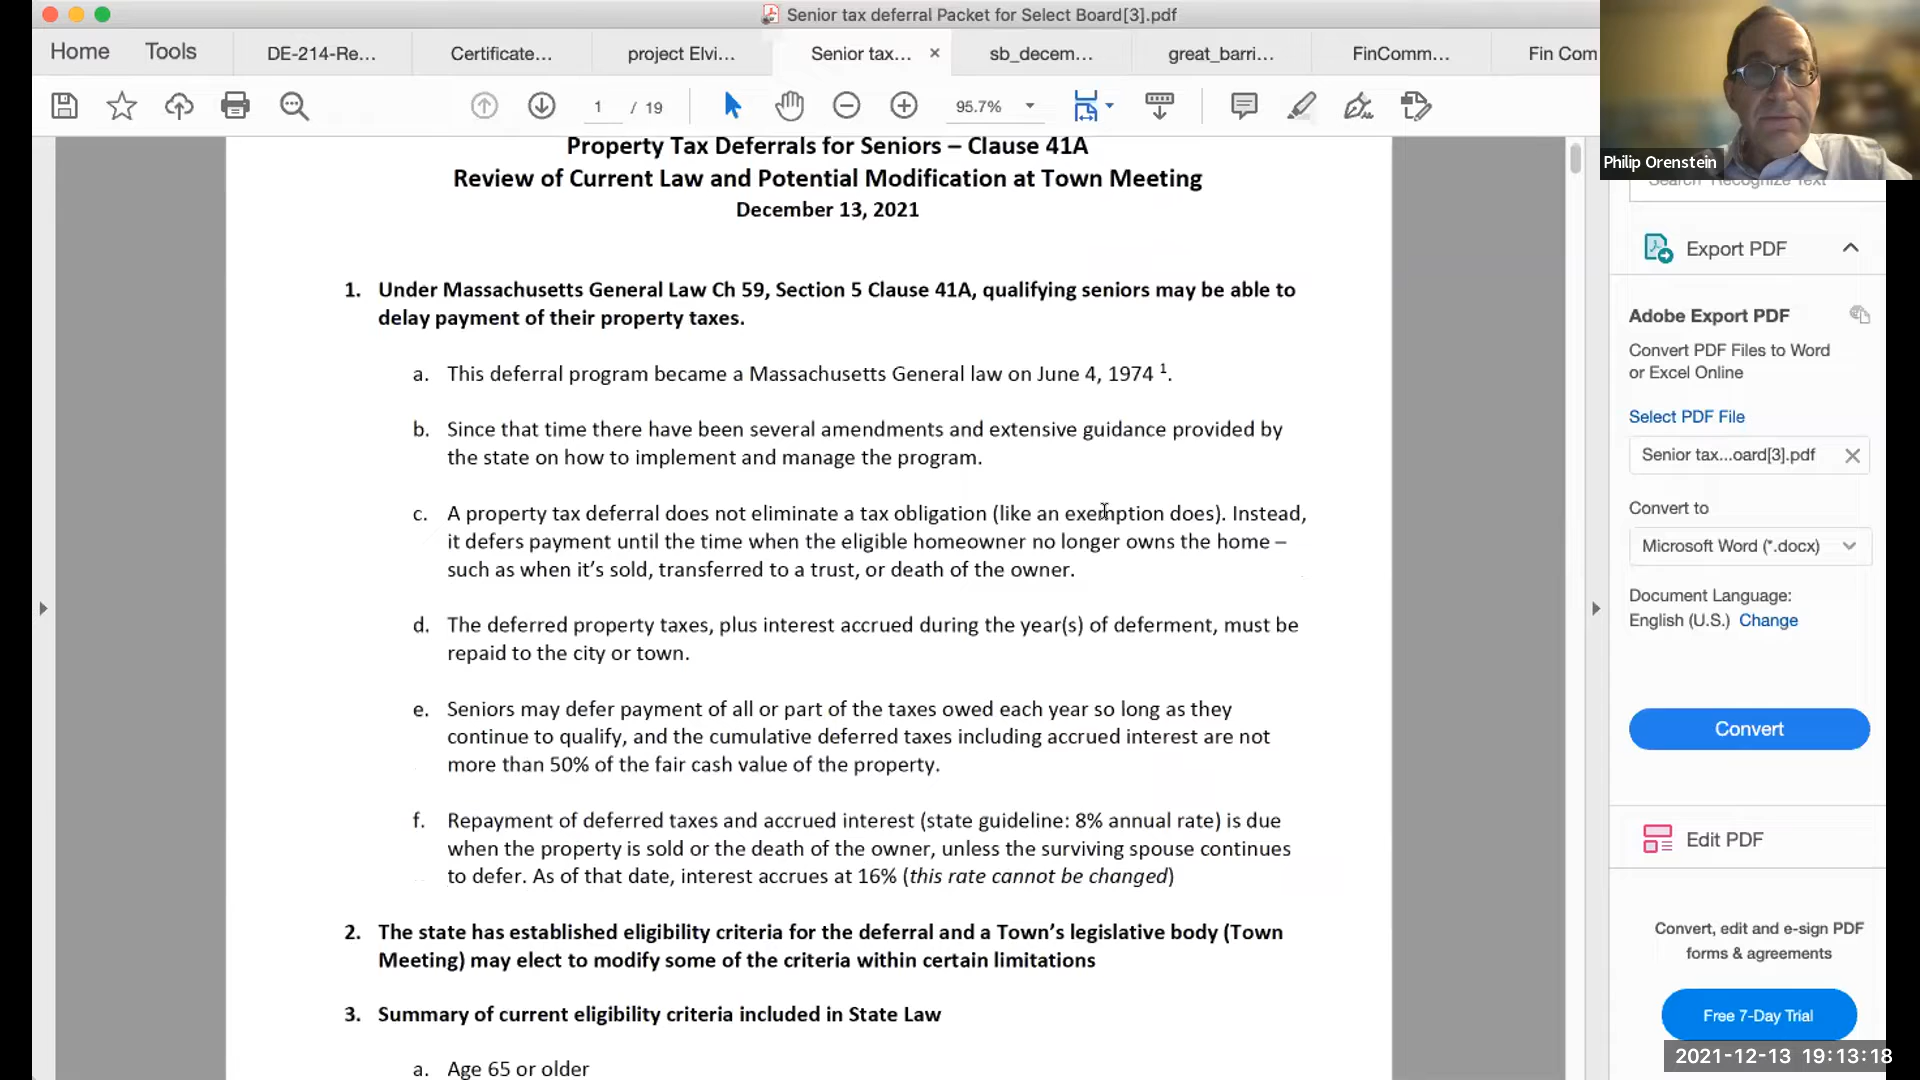 Senior tax deferral Packet for Select Board[3].pdf
Home
Tools
DE-214-Re...
Certificate...
project Elvi...
Senior tax...
sb_decem...
great_barri...
FinComm...
Fin Com
1 / 19
95.7%
Philip Orenstein
Property Tax Deferrals for Seniors – Clause 41A
Review of Current Law and Potential Modification at Town Meeting
December 13, 2021
1. Under Massachusetts General Law Ch 59, Section 5 Clause 41A, qualifying seniors may be able to
delay payment of their property taxes.
a. This deferral program became a Massachusetts General law on June 4, 1974 1.
b. Since that time there have been several amendments and extensive guidance provided by
the state on how to implement and manage the program.
c. A property tax deferral does not eliminate a tax obligation (like an exemption does). Instead,
it defers payment until the time when the eligible homeowner no longer owns the home –
such as when it's sold, transferred to a trust, or death of the owner.
d. The deferred property taxes, plus interest accrued during the year(s) of deferment, must be
repaid to the city or town.
e. Seniors may defer payment of all or part of the taxes owed each year so long as they
continue to qualify, and the cumulative deferred taxes including accrued interest are not
more than 50% of the fair cash value of the property.
f. Repayment of deferred taxes and accrued interest (state guideline: 8% annual rate) is due
when the property is sold or the death of the owner, unless the surviving spouse continues
to defer. As of that date, interest accrues at 16% (this rate cannot be changed)
2. The state has established eligibility criteria for the deferral and a Town's legislative body (Town
Meeting) may elect to modify some of the criteria within certain limitations
3. Summary of current eligibility criteria included in State Law
a. Age 65 or older
Search 'Recognize Text'
Export PDF
Adobe Export PDF
Convert PDF Files to Word
or Excel Online
Select PDF File
Senior tax...oard[3].pdf
Convert to
Microsoft Word (*.docx)
Document Language:
English (U.S.) Change
Convert
Edit PDF
Convert, edit and e-sign PDF
forms & agreements
Free 7-Day Trial
2021-12-13 19:13:18